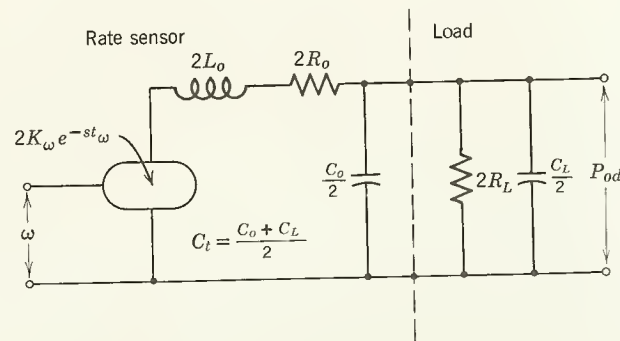 Rate sensor
Load
2L_o
2R_o
2K_ω e^{-st_ω}
C_o/2
2R_L
C_L/2
P_od
ω
C_t = (C_o + C_L)/2